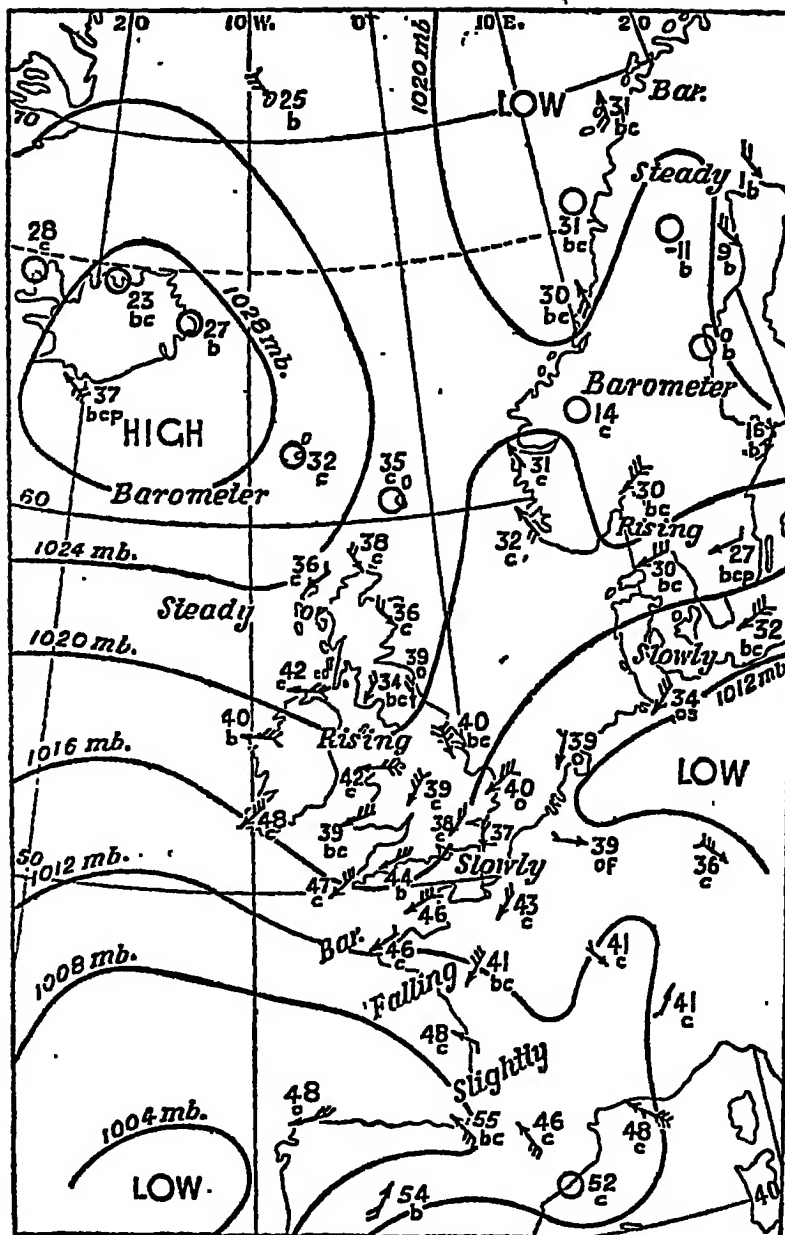 20 10W. 0° 10E. 20
1020 mb
LOW
Bar.
25
b
31
bc
70
Steady
1
b
28
c
31
bc
-11
b
9
b
23
bc
30
bc
27
b
1028 mb.
0
b
37
bcp
Barometer
HIGH
14
c
16
b
32
c
35
c
31
c
Barometer
30
bc
60
Rising
32
c
1024 mb.
36
c
38
c
30
bc
27
bcp
Steady
36
c
32
bc
1020 mb.
42
c
39
o
Slowly
34
bcf
34
os
1012 mb
40
b
Rising
40
bc
39
o
1016 mb.
LOW
42
c
39
c
40
o
48
c
39
bc
38
c
37
39
of
36
c
50
1012 mb.
47
c
44
b
Slowly
46
43
c
Bar.
46
c
41
bc
41
c
1008 mb.
Falling
41
c
48
c
Slightly
48
o
55
bc
46
c
48
c
1004 mb.
LOW
54
b
52
c
40